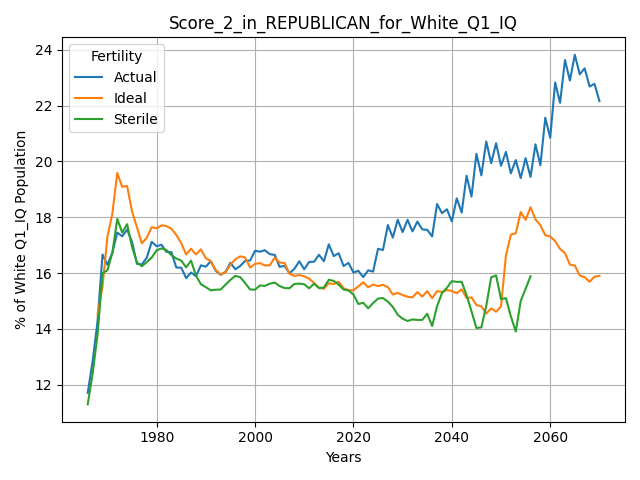 Score_2_in_REPUBLICAN_for_White_Q1_IQ
Fertility
Actual
Ideal
Sterile
% of White Q1_IQ Population
24
22
20
18
16
14
12
1980 2000 2020 2040 2060
Years